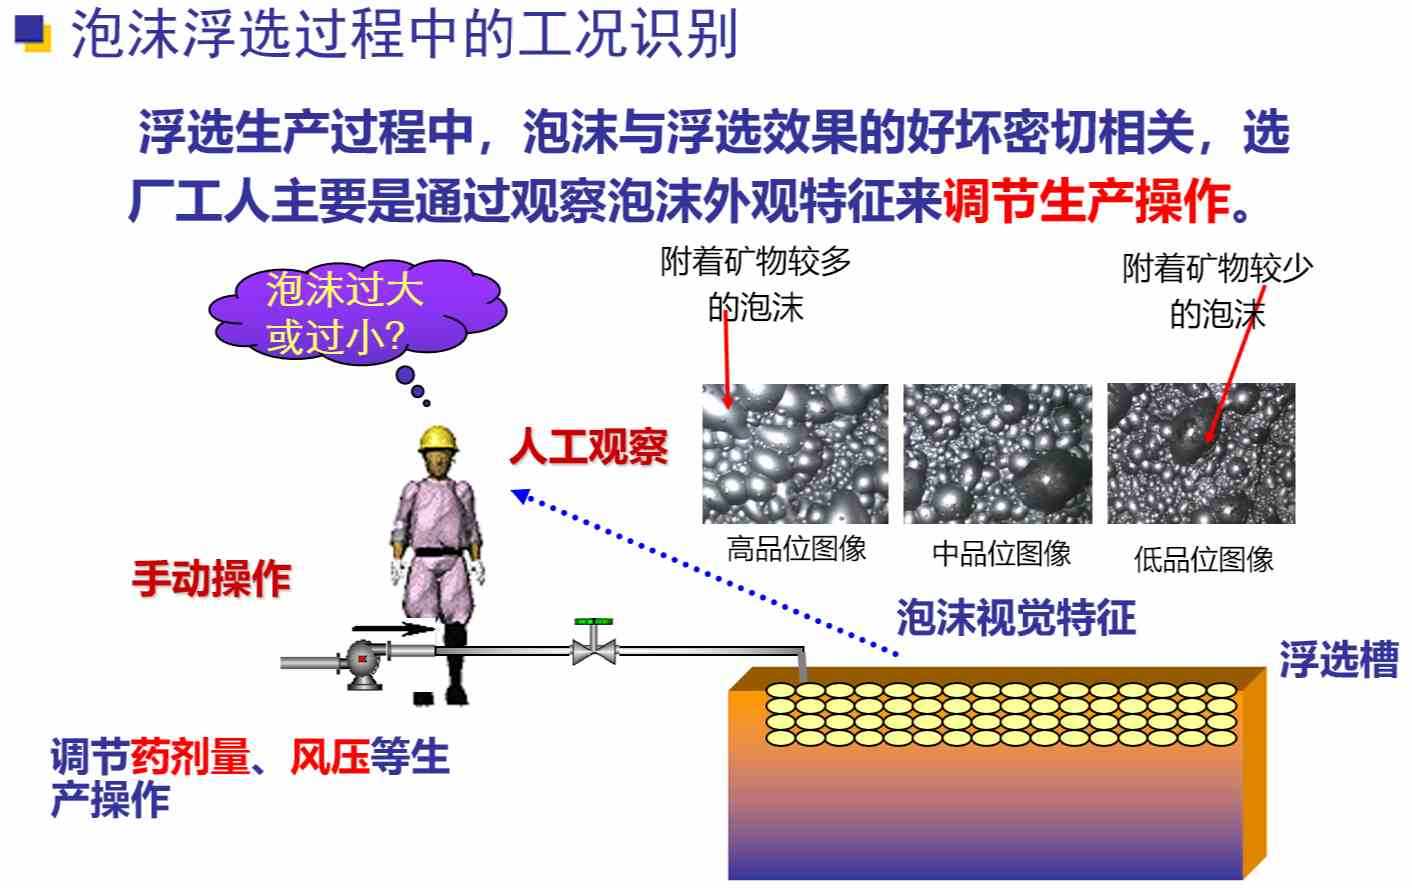 泡沫浮选过程中的工况识别
浮选生产过程中，泡沫与浮选效果的好坏密切相关，选
厂工人主要是通过观察泡沫外观特征来调节生产操作。
泡沫过大
或过小?
附着矿物较多
的泡沫
附着矿物较少
的泡沫
人工观察
高品位图像
中品位图像
低品位图像
手动操作
泡沫视觉特征
浮选槽
调节药剂量、风压等生
产操作